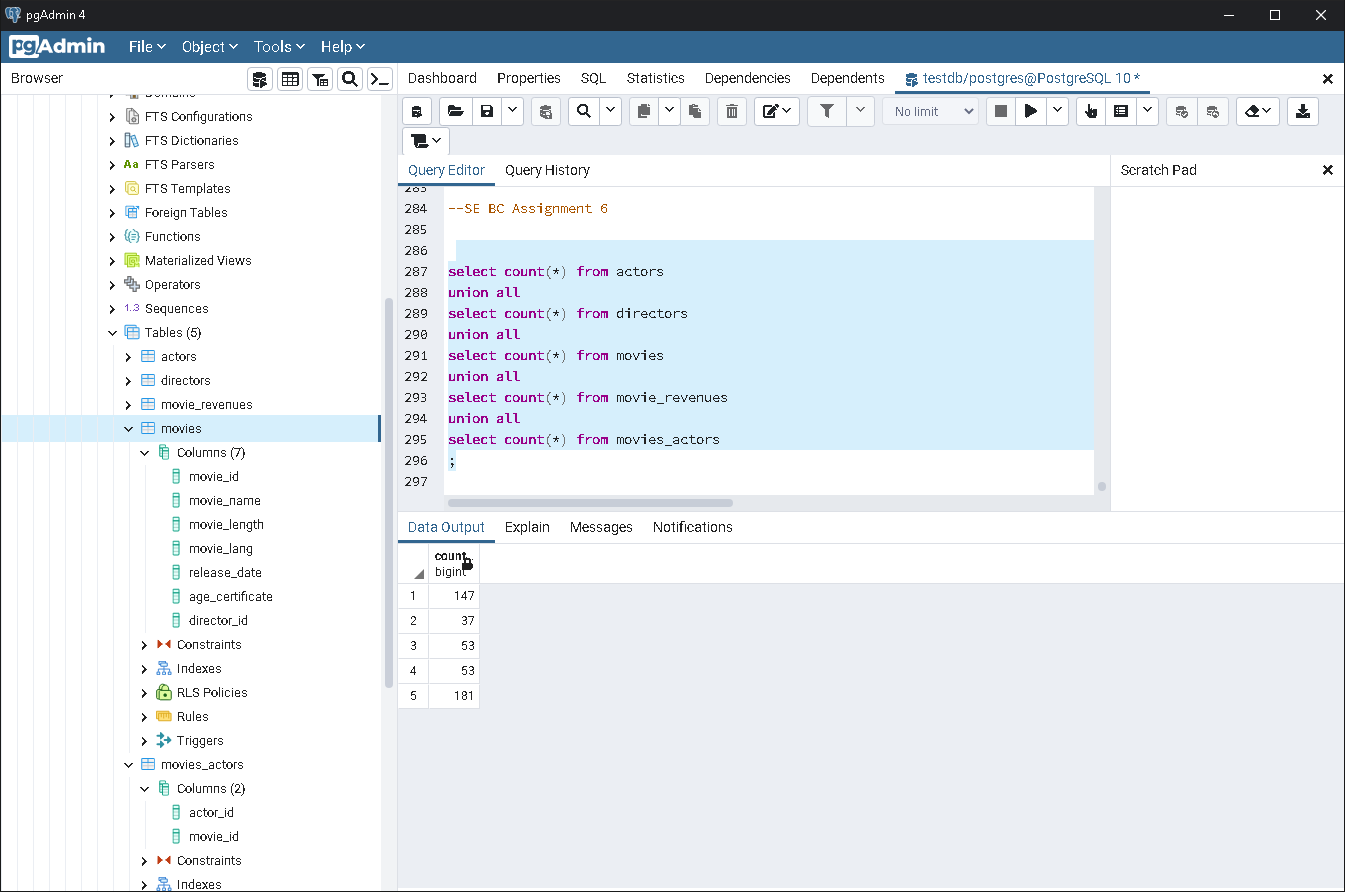 pgAdmin 4
pgAdmin File Object Tools Help
Browser
Dashboard Properties SQL Statistics Dependencies Dependents testdb/postgres@PostgreSQL 10 *
No limit
Domains
FTS Configurations
FTS Dictionaries
Aa FTS Parsers
FTS Templates
Foreign Tables
Functions
Materialized Views
Operators
1.3 Sequences
Tables (5)
actors
directors
movie_revenues
movies
Columns (7)
movie_id
movie_name
movie_length
movie_lang
release_date
age_certificate
director_id
Constraints
Indexes
RLS Policies
Rules
Triggers
movies_actors
Columns (2)
actor_id
movie_id
Constraints
Indexes
Query Editor Query History
Scratch Pad
283
284 --SE BC Assignment 6
285
286
287 select count(*) from actors
288 union all
289 select count(*) from directors
290 union all
291 select count(*) from movies
292 union all
293 select count(*) from movie_revenues
294 union all
295 select count(*) from movies_actors
296 ;
297
Data Output Explain Messages Notifications
count
bigint
1 147
2 37
3 53
4 53
5 181